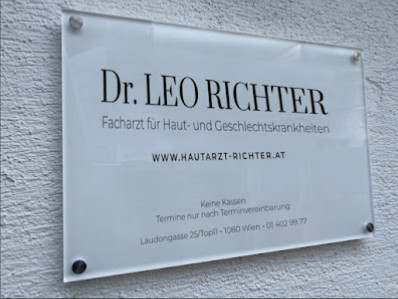 Dr. LEO RICHTER
Facharzt für Haut- und Geschlechtskrankheiten
WWW.HAUTARZT-RICHTER.AT
Keine Kassen
Termine nur nach Terminvereinbarung:
Laudongasse 25/Top11 • 1080 Wien • 01 402 99 77